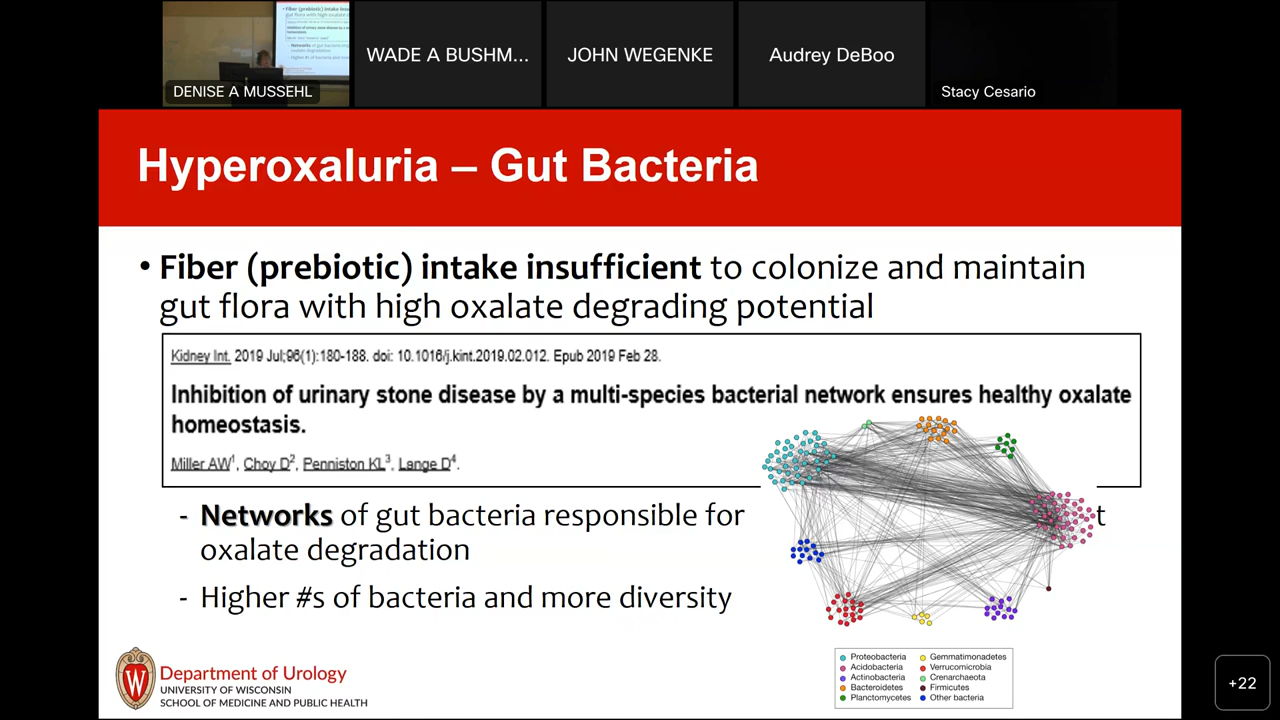 DENISE A MUSSEHL
WADE A BUSHM...
JOHN WEGENKE
Audrey DeBoo
Stacy Cesario
Hyperoxaluria – Gut Bacteria
• Fiber (prebiotic) intake insufficient to colonize and maintain
gut flora with high oxalate degrading potential
Kidney Int. 2019 Jul;96(1):180-188. doi: 10.1016/j.kint.2019.02.012. Epub 2019 Feb 28.
Inhibition of urinary stone disease by a multi-species bacterial network ensures healthy oxalate
homeostasis.
Miller AW1, Choy D2, Penniston KL3, Lange D4.
- Networks of gut bacteria responsible for
oxalate degradation
- Higher #s of bacteria and more diversity
Proteobacteria
Acidobacteria
Actinobacteria
Bacteroidetes
Planctomycetes
Gemmatimonadetes
Verrucomicrobia
Crenarchaeota
Firmicutes
Other bacteria
W
Department of Urology
UNIVERSITY OF WISCONSIN
SCHOOL OF MEDICINE AND PUBLIC HEALTH
+22